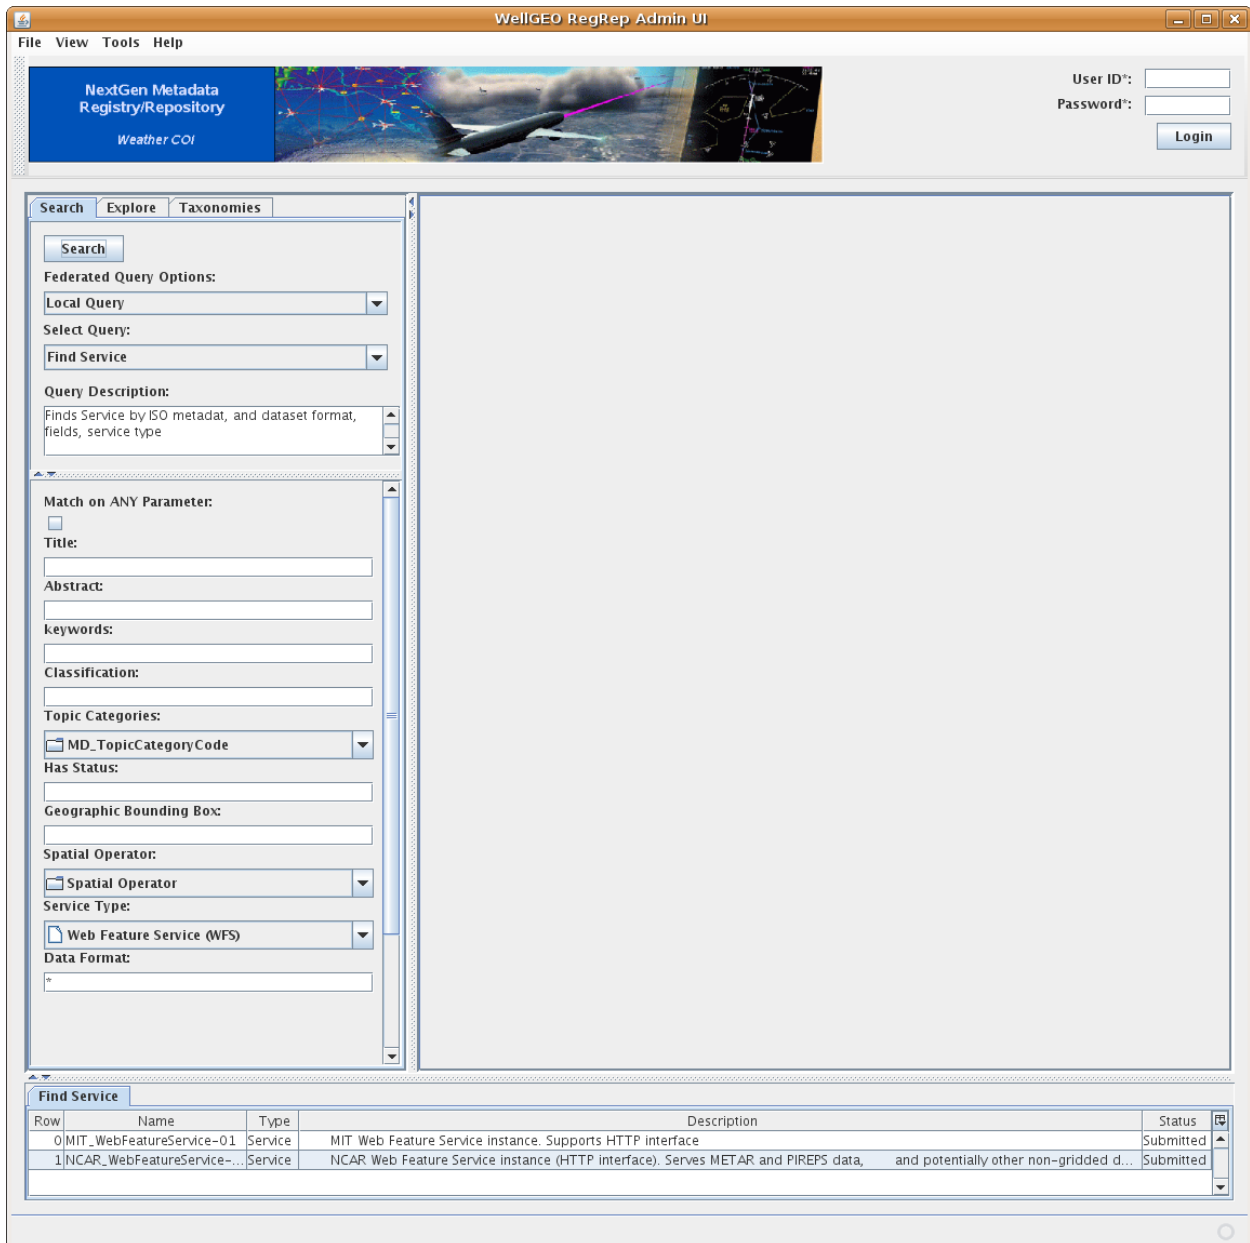 WellGEO RegRep Admin UI
File View Tools Help
NextGen Metadata
Registry/Repository
Weather COI
User ID*:
Password*:
Login
Search Explore Taxonomies
Search
Federated Query Options:
Local Query
Select Query:
Find Service
Query Description:
Finds Service by ISO metadat, and dataset format,
fields, service type
Match on ANY Parameter:
Title:
Abstract:
keywords:
Classification:
Topic Categories:
MD_TopicCategoryCode
Has Status:
Geographic Bounding Box:
Spatial Operator:
Spatial Operator
Service Type:
Web Feature Service (WFS)
Data Format:
*
Find Service
Row Name Type Description Status
0 MIT_WebFeatureService-01 Service MIT Web Feature Service instance. Supports HTTP interface Submitted
1 NCAR_WebFeatureService-... Service NCAR Web Feature Service instance (HTTP interface). Serves METAR and PIREPS data, and potentially other non-gridded d... Submitted